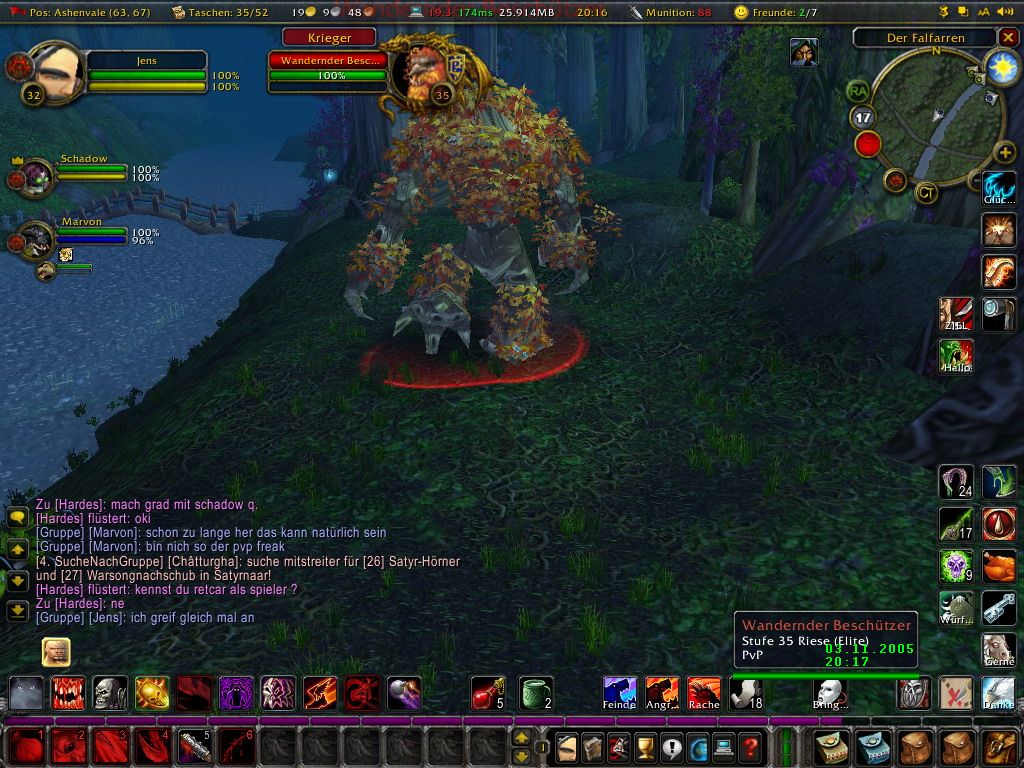 Pos: Ashenvale (63, 67) Taschen: 35/52 19 9 48 19.3 174ms 25.914MB 20:16 Munition: 88 Freunde: 2/7
Krieger
Der Falfarren
N
Jens
100%
100%
32
Wandernder Besc...
100%
35
RA
17
CT
Schadow
100%
100%
Marvon
100%
96%
Gluc...
ZIEL
Hallo
24
17
9
Würf...
Gerne
Zu [Hardes]: mach grad mit schadow q.
[Hardes] flüstert: oki
[Gruppe] [Marvon]: schon zu lange her das kann natürlich sein
[Gruppe] [Marvon]: bin nich so der pvp freak
[4. SucheNachGruppe] [Châtturgha]: suche mitstreiter für [26] Satyr-Hörner
und [27] Warsongnachschub in Satyrnaar!
[Hardes] flüstert: kennst du retcar als spieler ?
Zu [Hardes]: ne
[Gruppe] [Jens]: ich greif gleich mal an
Wandernder Beschützer
Stufe 35 Riese (Elite)
PvP
03.11.2005
20:17
5 2 Feinde Angr... Rache 18 Bring... Danke
1 2 3 4 5 6 1